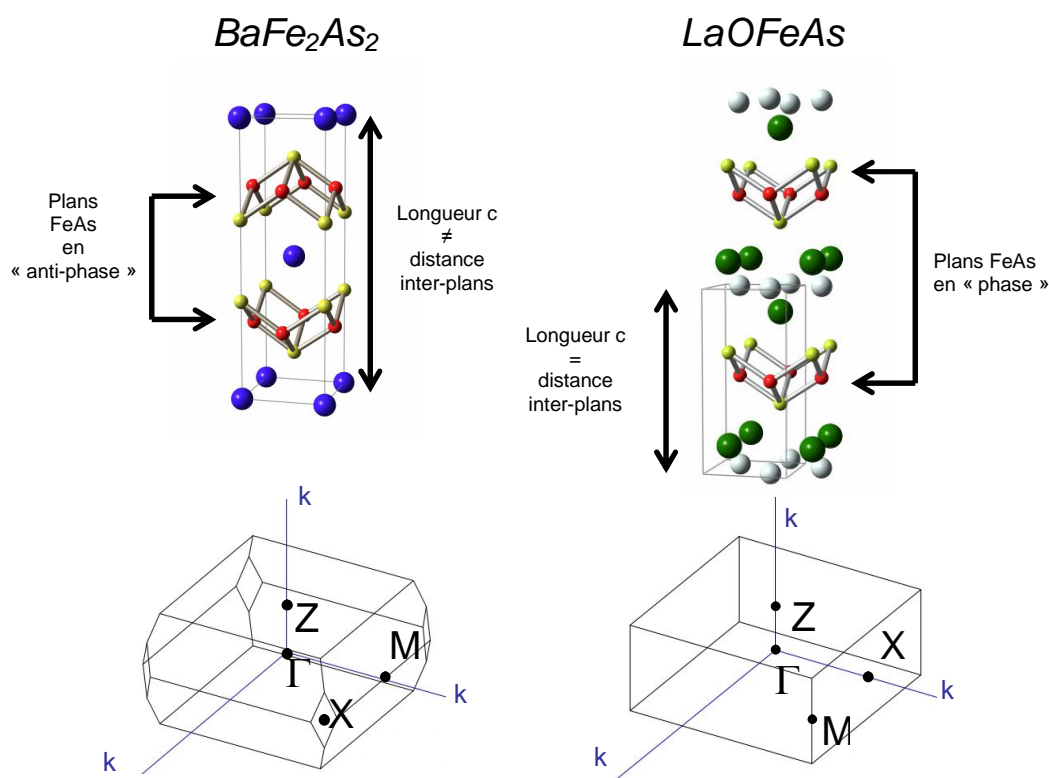 BaFe₂As₂
LaOFeAs
Plans
FeAs
en
« anti-phase »
Longueur c
≠
distance
inter-plans
Longueur c
=
distance
inter-plans
Plans FeAs
en « phase »
k
Z
M
Γ
X
k
k
k
Z
X
Γ
M
k
k